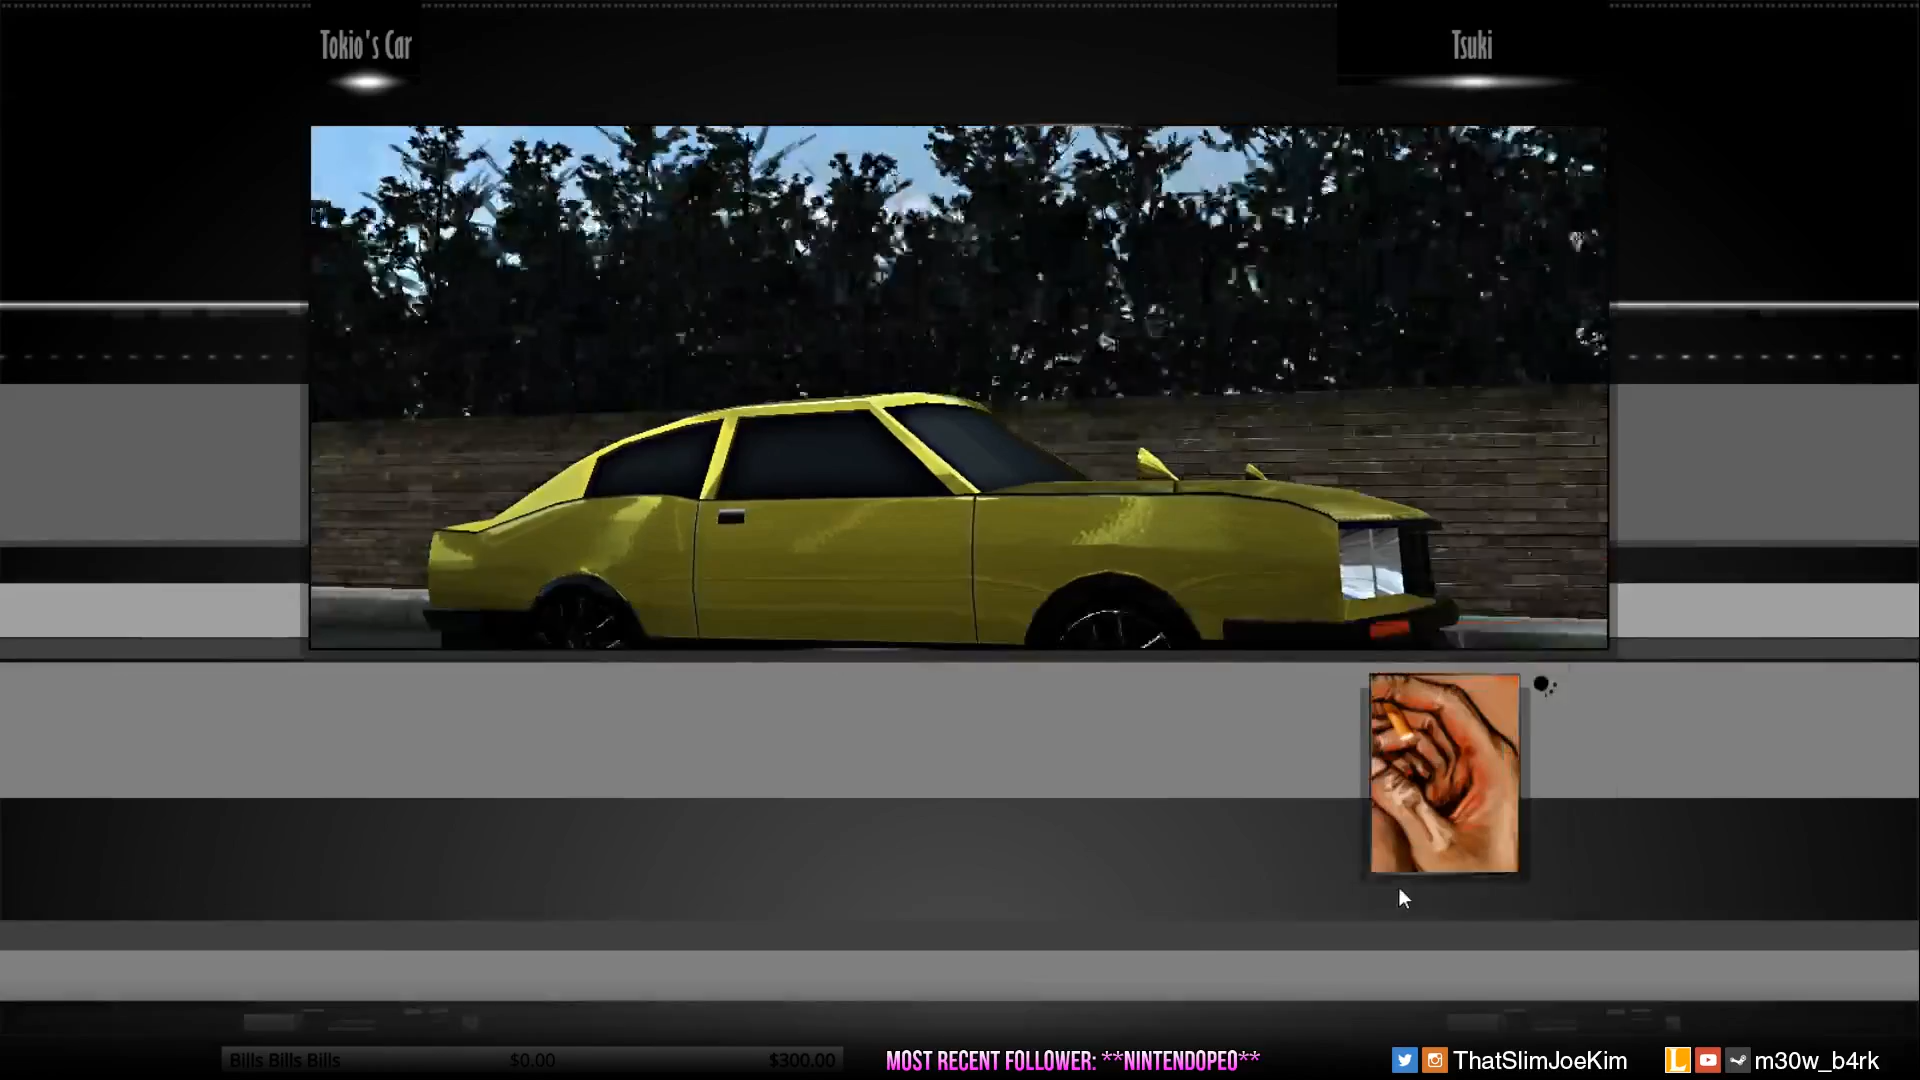 Tokio's Car
Tsuki
Bills Bills Bills $0.00 $300.00
MOST RECENT FOLLOWER: **NINTENDOPEO**
ThatSlimJoeKim
L m30w_b4rk